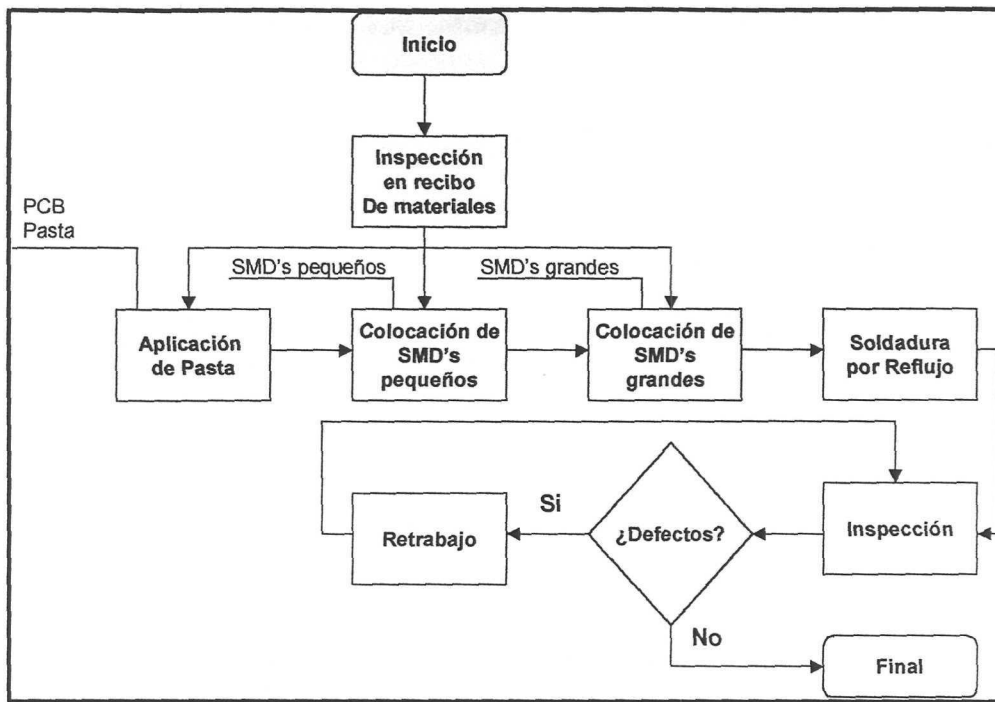 Inicio
Inspección
en recibo
De materiales
PCB
Pasta
SMD's pequeños
SMD's grandes
Aplicación
de Pasta
Colocación de
SMD's
pequeños
Colocación de
SMD's
grandes
Soldadura
por Reflujo
Retrabajo
Si
¿Defectos?
Inspección
No
Final